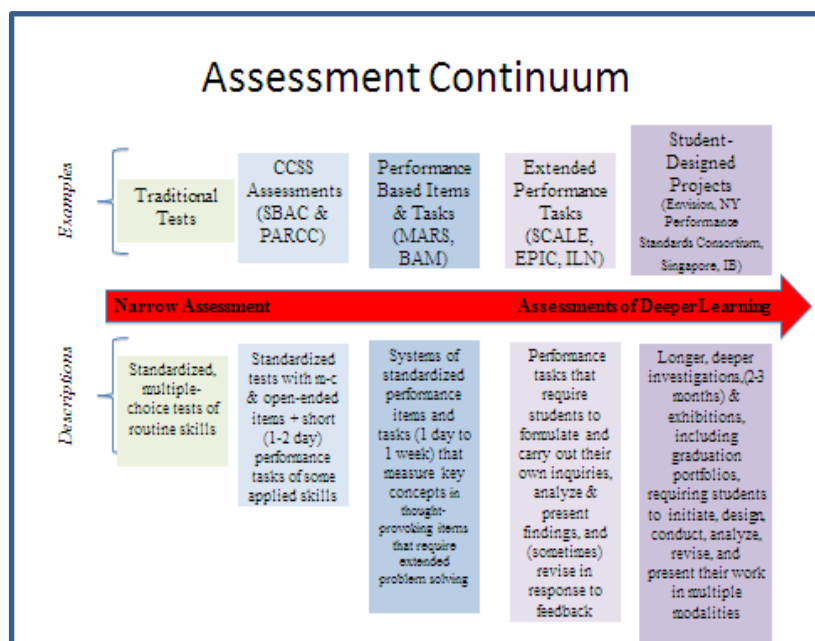 Assessment Continuum
Examples
Traditional
Tests
CCSS
Assessments
(SBAC &
PARCC)
Performance
Based Items
& Tasks
(MARS,
BAM)
Extended
Performance
Tasks
(SCALE,
EPIC, ILN)
Student-
Designed
Projects
(Envision, NY
Performance
Standards Consortium,
Singapore, IB)
Narrow Assessment
Assessments of Deeper Learning
Descriptions
Standardized,
multiple-
choice tests of
routine skills
Standardized
tests with m-c
& open-ended
items + short
(1-2 day)
performance
tasks of some
applied skills
Systems of
standardized
performance
items and
tasks (1 day to
1 week) that
measure key
concepts in
thought-
provoking items
that require
extended
problem solving
Performance
tasks that
require
students to
formulate and
carry out their
own inquiries,
analyze &
present
findings, and
(sometimes)
revise in
response to
feedback
Longer, deeper
investigations,(2-3
months) &
exhibitions,
including
graduation
portfolios,
requiring students
to initiate, design,
conduct, analyze,
revise, and
present their work
in multiple
modalities